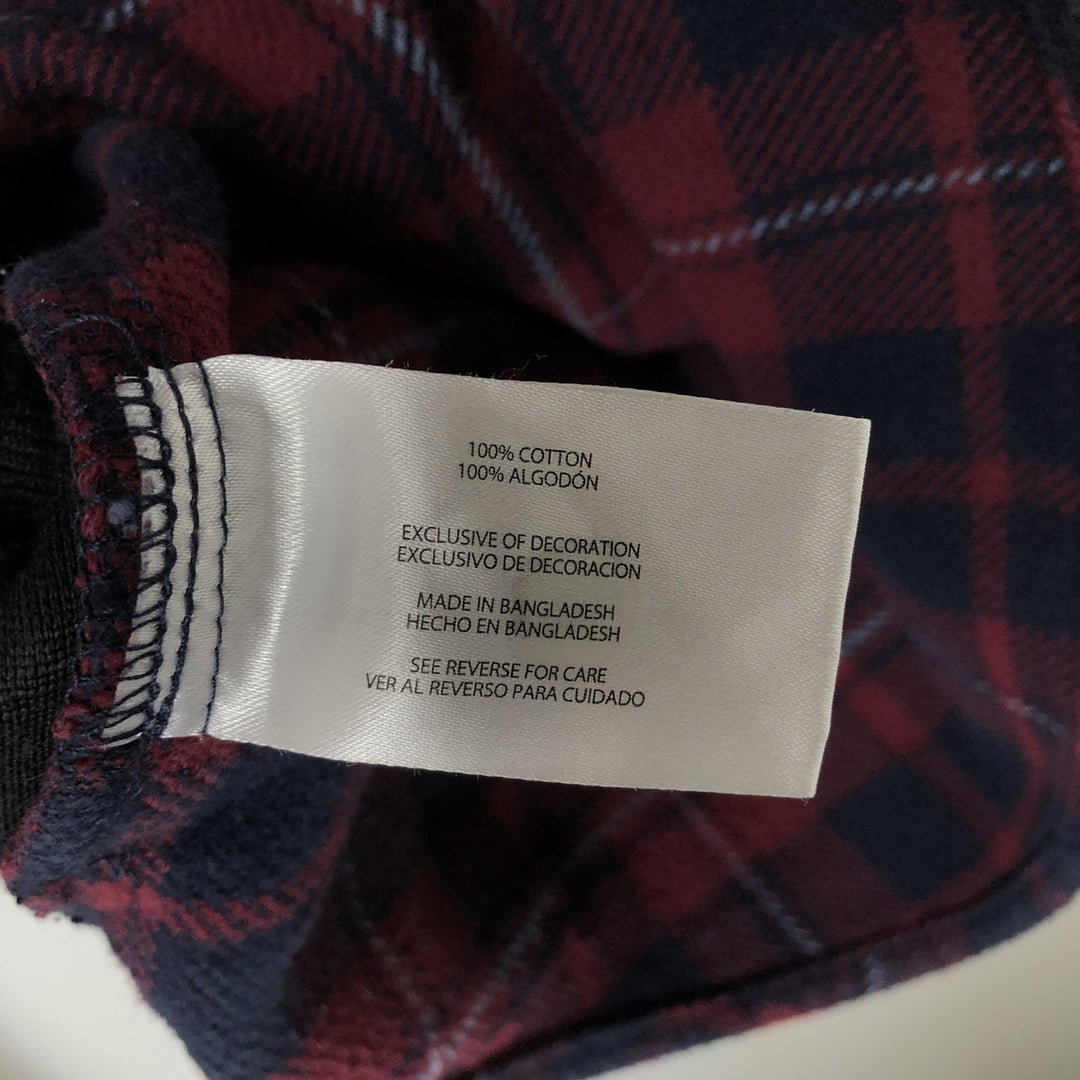 100% COTTON
100% ALGODÓN
EXCLUSIVE OF DECORATION
EXCLUSIVO DE DECORACION
MADE IN BANGLADESH
HECHO EN BANGLADESH
SEE REVERSE FOR CARE
VER AL REVERSO PARA CUIDADO